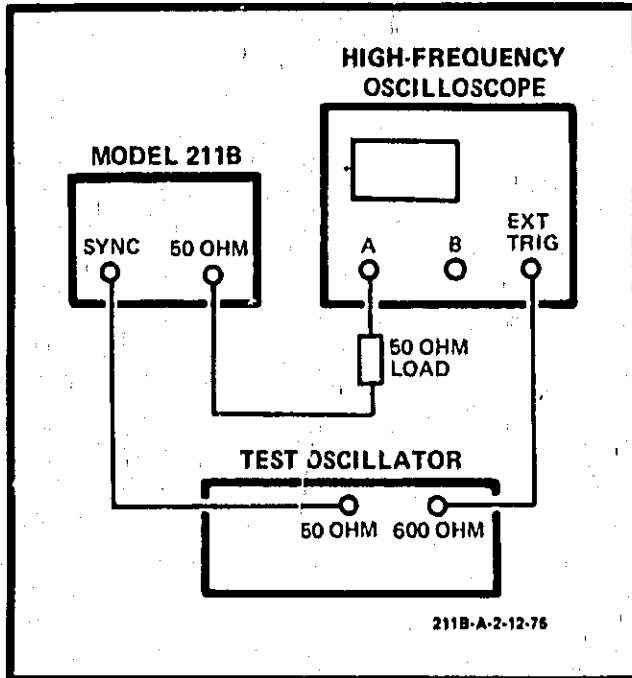 HIGH-FREQUENCY
OSCILLOSCOPE
MODEL 211B
SYNC
50 OHM
A
B
EXT
TRIG
50 OHM
LOAD
TEST OSCILLATOR
50 OHM
600 OHM
211B-A-2-12-76